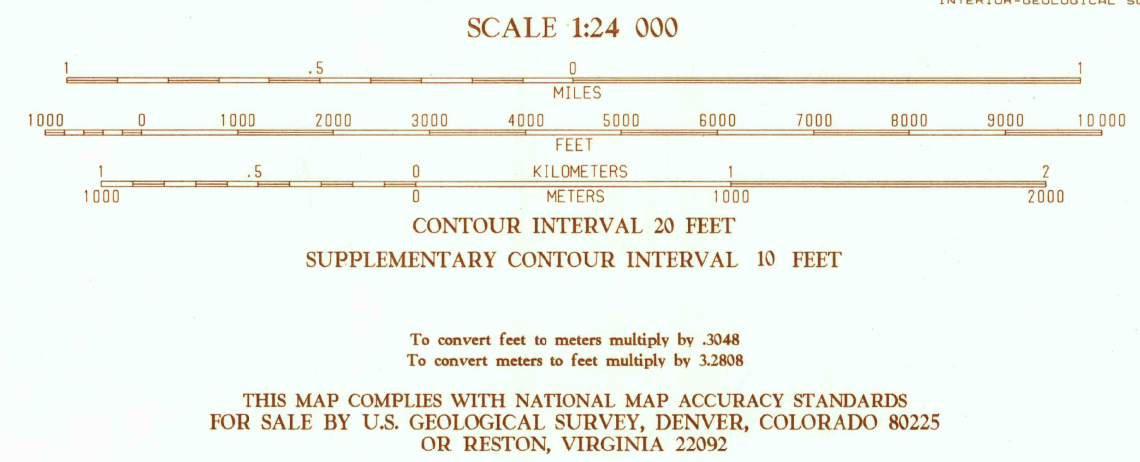 INTERIOR-GEOLOGICAL
SCALE 1:24 000
1 .5 0 1
MILES
1000 0 1000 2000 3000 4000 5000 6000 7000 8000 9000 10 000
FEET
1 .5 0 KILOMETERS 1 2
1000 0 METERS 1000 2000
CONTOUR INTERVAL 20 FEET
SUPPLEMENTARY CONTOUR INTERVAL 10 FEET
To convert feet to meters multiply by .3048
To convert meters to feet multiply by 3.2808
THIS MAP COMPLIES WITH NATIONAL MAP ACCURACY STANDARDS
FOR SALE BY U.S. GEOLOGICAL SURVEY, DENVER, COLORADO 80225
OR RESTON, VIRGINIA 22092